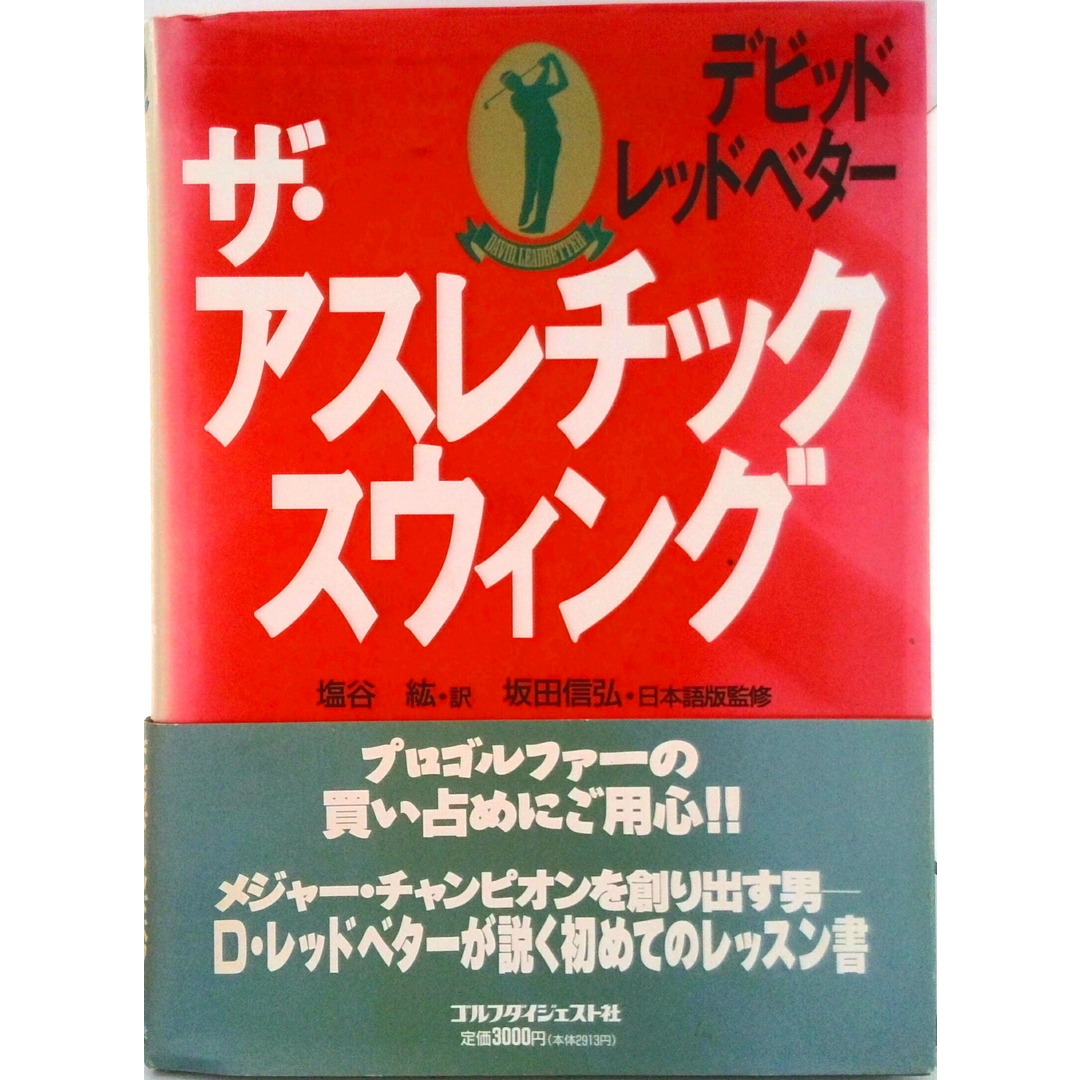 デビッド
レッドベター
DAVID LEADBETTER
ザ・
アスレチック
スウィング
塩谷 紘・訳 坂田信弘・日本語版監修
プロゴルファーの
買い占めにご用心!!
メジャー・チャンピオンを創り出す男―
D・レッドベターが説く初めてのレッスン書
ゴルフダイジェスト社
定価3000円(本体2913円)